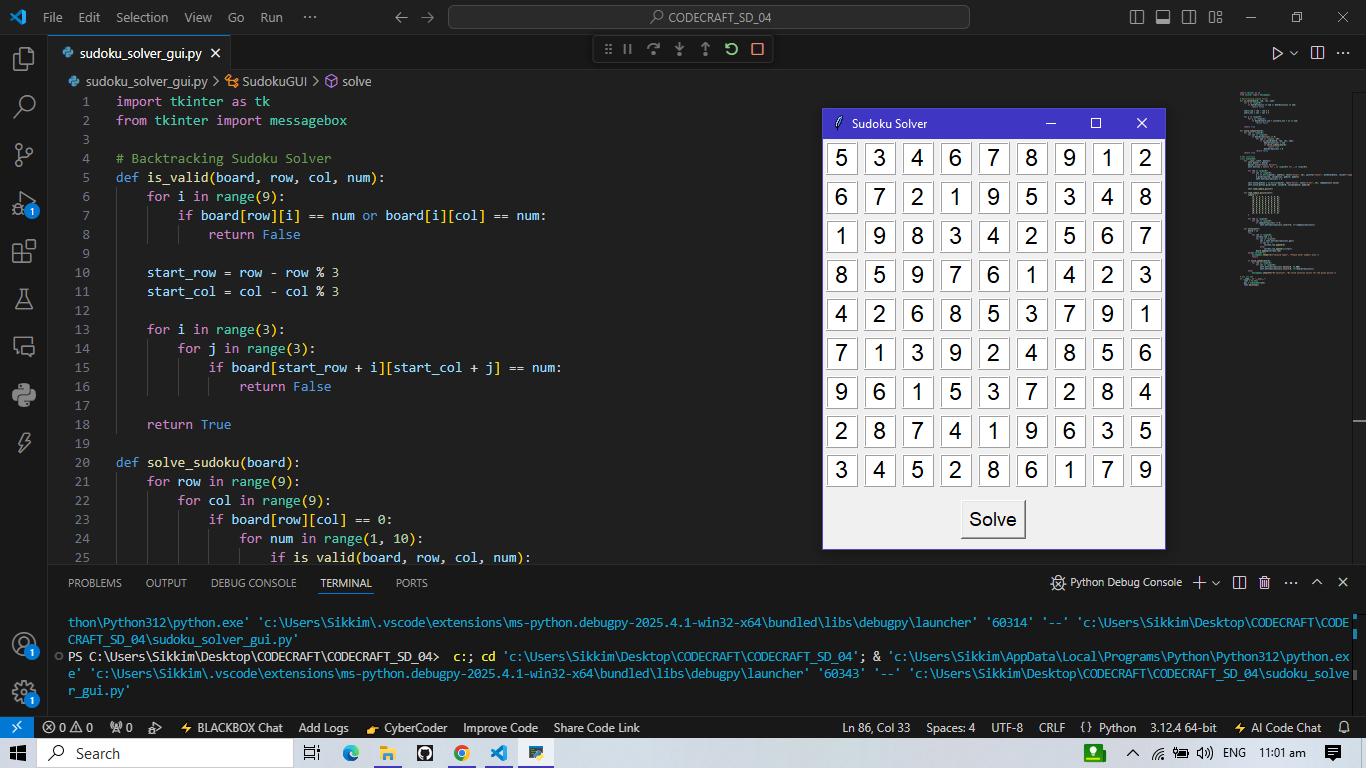 File Edit Selection View Go Run ··· CODECRAFT_SD_04
sudoku_solver_gui.py
sudoku_solver_gui.py > SudokuGUI > solve
1 import tkinter as tk
2 from tkinter import messagebox
3
4 # Backtracking Sudoku Solver
5 def is_valid(board, row, col, num):
6 for i in range(9):
7 if board[row][i] == num or board[i][col] == num:
8 return False
9
10 start_row = row - row % 3
11 start_col = col - col % 3
12
13 for i in range(3):
14 for j in range(3):
15 if board[start_row + i][start_col + j] == num:
16 return False
17
18 return True
19
20 def solve_sudoku(board):
21 for row in range(9):
22 for col in range(9):
23 if board[row][col] == 0:
24 for num in range(1, 10):
25 if is_valid(board, row, col, num):
Sudoku Solver
5 3 4 6 7 8 9 1 2
6 7 2 1 9 5 3 4 8
1 9 8 3 4 2 5 6 7
8 5 9 7 6 1 4 2 3
4 2 6 8 5 3 7 9 1
7 1 3 9 2 4 8 5 6
9 6 1 5 3 7 2 8 4
2 8 7 4 1 9 6 3 5
3 4 5 2 8 6 1 7 9
Solve
PROBLEMS OUTPUT DEBUG CONSOLE TERMINAL PORTS Python Debug Console
thon\Python312\python.exe' 'c:\Users\Sikkim\.vscode\extensions\ms-python.debugpy-2025.4.1-win32-x64\bundled\libs\debugpy\launcher' '60314' '--' 'c:\Users\Sikkim\Desktop\CODECRAFT\CODE
CRAFT_SD_04\sudoku_solver_gui.py'
PS C:\Users\Sikkim\Desktop\CODECRAFT\CODECRAFT_SD_04> c:; cd 'c:\Users\Sikkim\Desktop\CODECRAFT\CODECRAFT_SD_04'; & 'c:\Users\Sikkim\AppData\Local\Programs\Python\Python312\python.ex
e' 'c:\Users\Sikkim\.vscode\extensions\ms-python.debugpy-2025.4.1-win32-x64\bundled\libs\debugpy\launcher' '60343' '--' 'c:\Users\Sikkim\Desktop\CODECRAFT\CODECRAFT_SD_04\sudoku_solve
r_gui.py'
1
1
0 0 0 BLACKBOX Chat Add Logs CyberCoder Improve Code Share Code Link Ln 86, Col 33 Spaces: 4 UTF-8 CRLF { } Python 3.12.4 64-bit AI Code Chat
Search ENG 11:01 am